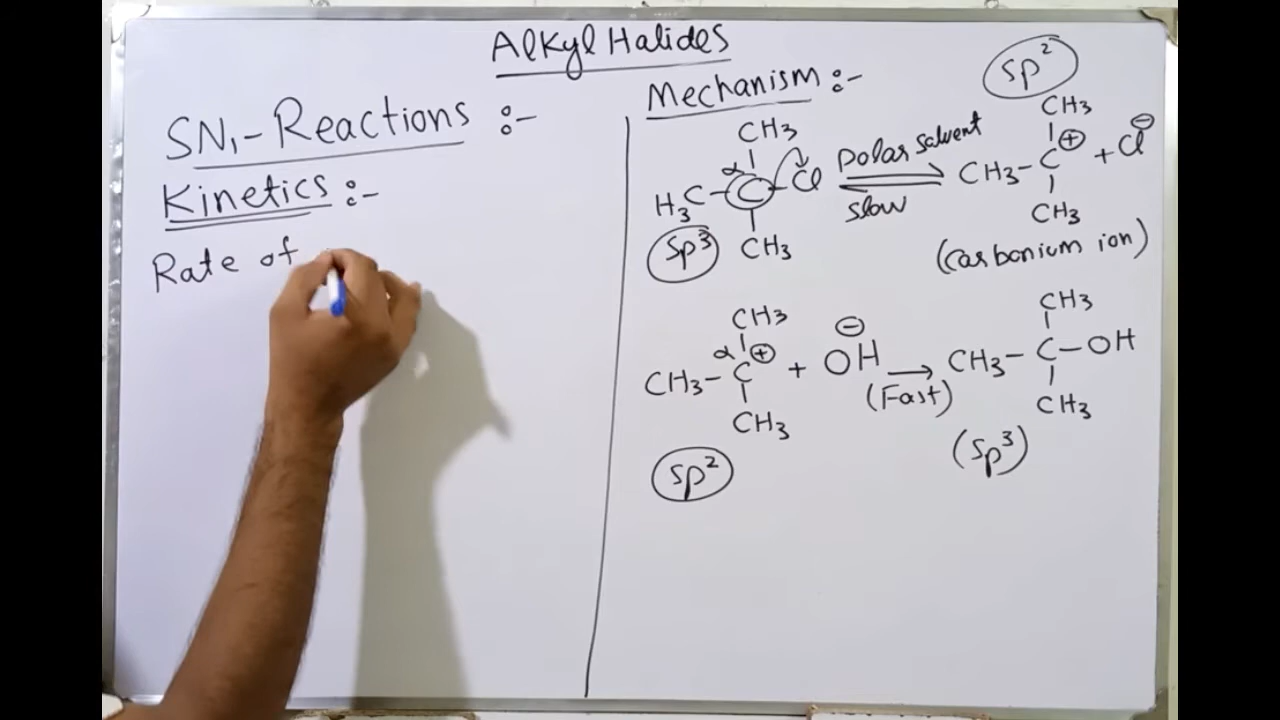 Alkyl Halides
SN1-Reactions :-
Kinetics :-
Rate of
Mechanism :-
sp²
CH3
CH3
α
H3C-C-Cl
polar salvent
slow
CH3-C⊕ + Cl⊖
CH3
sp³
CH3
(carbonium ion)
CH3
CH3
α
⊖
CH3-C⊕ + OH
(Fast)
CH3-C-OH
CH3
CH3
sp²
(sp³)